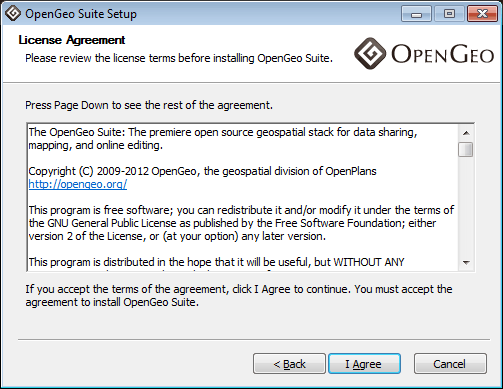 OpenGeo Suite Setup
License Agreement
Please review the license terms before installing OpenGeo Suite.
OPENGEO
Press Page Down to see the rest of the agreement.
The OpenGeo Suite: The premiere open source geospatial stack for data sharing,
mapping, and online editing.
Copyright (C) 2009-2012 OpenGeo, the geospatial division of OpenPlans
http://opengeo.org/
This program is free software; you can redistribute it and/or modify it under the terms of
the GNU General Public License as published by the Free Software Foundation; either
version 2 of the License, or (at your option) any later version.
This program is distributed in the hope that it will be useful, but WITHOUT ANY
If you accept the terms of the agreement, click I Agree to continue. You must accept the
agreement to install OpenGeo Suite.
< Back
I Agree
Cancel